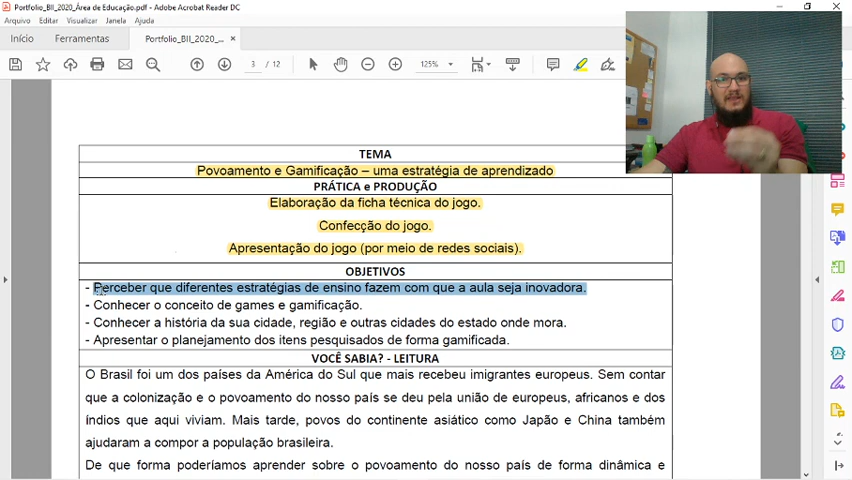 Portfolio_BII_2020_Área de Educação.pdf - Adobe Acrobat Reader DC
Arquivo Editar Visualizar Janela Ajuda
Início Ferramentas Portfolio_BII_2020_... ×
3 / 12 125%
TEMA
Povoamento e Gamificação – uma estratégia de aprendizado
PRÁTICA e PRODUÇÃO
Elaboração da ficha técnica do jogo.
Confecção do jogo.
Apresentação do jogo (por meio de redes sociais).
OBJETIVOS
- Perceber que diferentes estratégias de ensino fazem com que a aula seja inovadora.
- Conhecer o conceito de games e gamificação.
- Conhecer a história da sua cidade, região e outras cidades do estado onde mora.
- Apresentar o planejamento dos itens pesquisados de forma gamificada.
VOCÊ SABIA? - LEITURA
O Brasil foi um dos países da América do Sul que mais recebeu imigrantes europeus. Sem contar
que a colonização e o povoamento do nosso país se deu pela união de europeus, africanos e dos
índios que aqui viviam. Mais tarde, povos do continente asiático como Japão e China também
ajudaram a compor a população brasileira.
De que forma poderíamos aprender sobre o povoamento do nosso país de forma dinâmica e